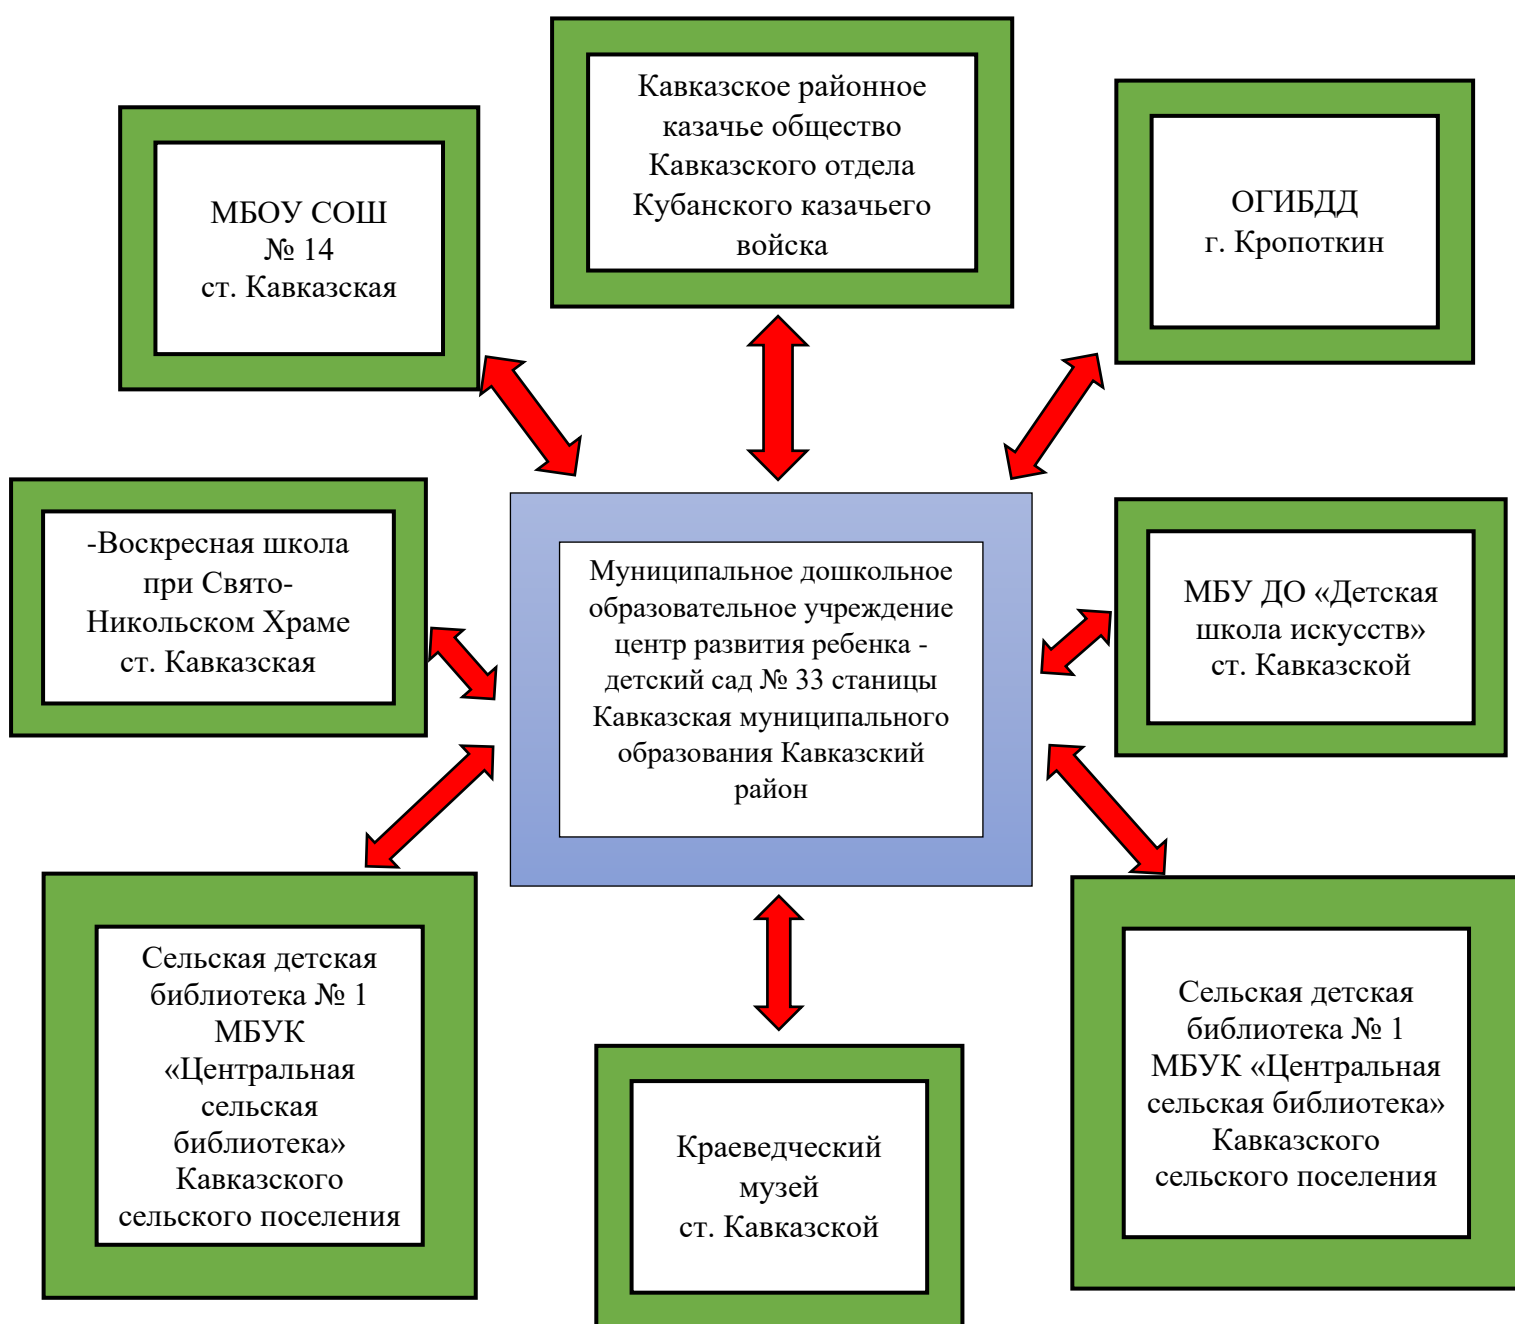 Кавказское районное
казачье общество
Кавказского отдела
Кубанского казачьего
войска
МБОУ СОШ
№ 14
ст. Кавказская
ОГИБДД
г. Кропоткин
-Воскресная школа
при Свято-
Никольском Храме
ст. Кавказская
Муниципальное дошкольное
образовательное учреждение
центр развития ребенка -
детский сад № 33 станицы
Кавказская муниципального
образования Кавказский
район
МБУ ДО «Детская
школа искусств»
ст. Кавказской
Сельская детская
библиотека № 1
МБУК
«Центральная
сельская
библиотека»
Кавказского
сельского поселения
Краеведческий
музей
ст. Кавказской
Сельская детская
библиотека № 1
МБУК «Центральная
сельская библиотека»
Кавказского
сельского поселения